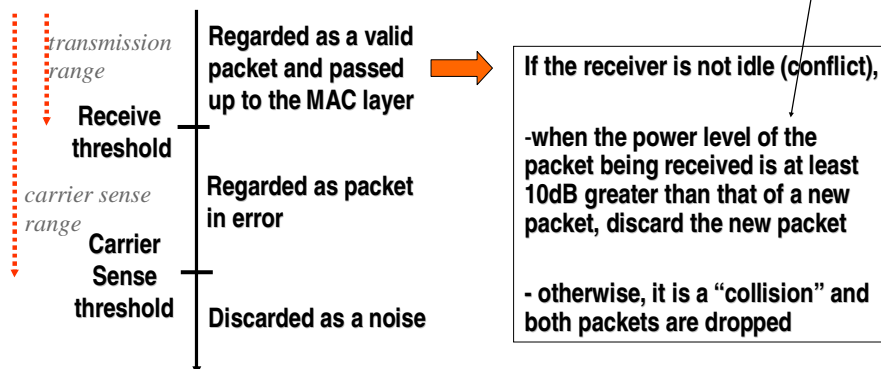 transmission
range
Regarded as a valid
packet and passed
up to the MAC layer
Receive
threshold
carrier sense
range
Regarded as packet
in error
Carrier
Sense
threshold
Discarded as a noise
If the receiver is not idle (conflict),
-when the power level of the
packet being received is at least
10dB greater than that of a new
packet, discard the new packet
- otherwise, it is a “collision” and
both packets are dropped